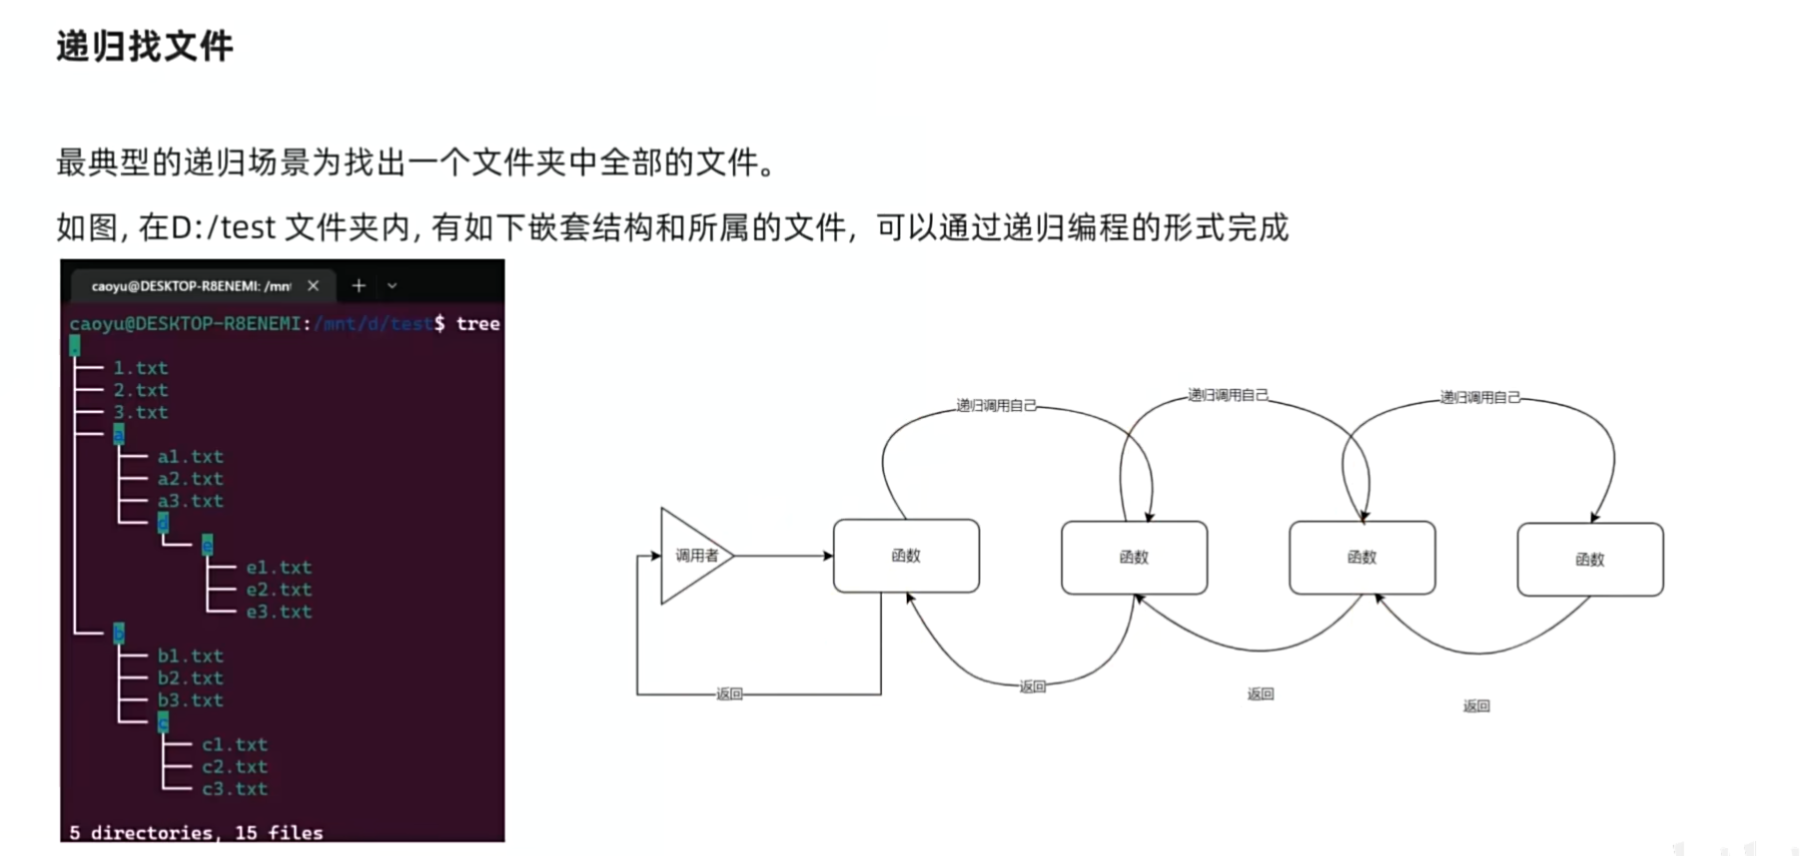 递归找文件
最典型的递归场景为找出一个文件夹中全部的文件。
如图, 在D:/test 文件夹内, 有如下嵌套结构和所属的文件，可以通过递归编程的形式完成
caoyu@DESKTOP-R8ENEMI: /mnt
caoyu@DESKTOP-R8ENEMI:/mnt/d/test$ tree
.
1.txt
2.txt
3.txt
a
a1.txt
a2.txt
a3.txt
d
e
e1.txt
e2.txt
e3.txt
b
b1.txt
b2.txt
b3.txt
c
c1.txt
c2.txt
c3.txt
5 directories, 15 files
递归调用自己
递归调用自己
递归调用自己
调用者
函数
函数
函数
函数
返回
返回
返回
返回